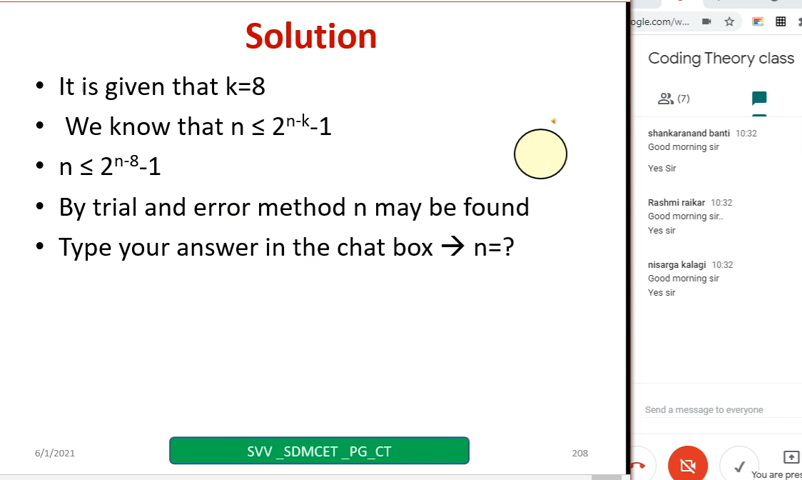 Solution
• It is given that k=8
• We know that n ≤ 2ⁿ⁻ᵏ-1
• n ≤ 2ⁿ⁻⁸-1
• By trial and error method n may be found
• Type your answer in the chat box → n=?
6/1/2021
SVV _SDMCET _PG_CT
208
ogle.com/w...
Coding Theory class
(7)
shankaranand banti 10:32
Good morning sir
Yes Sir
Rashmi raikar 10:32
Good morning sir..
Yes sir
nisarga kalagi 10:32
Good morning sir
Yes sir
Send a message to everyone
You are pres